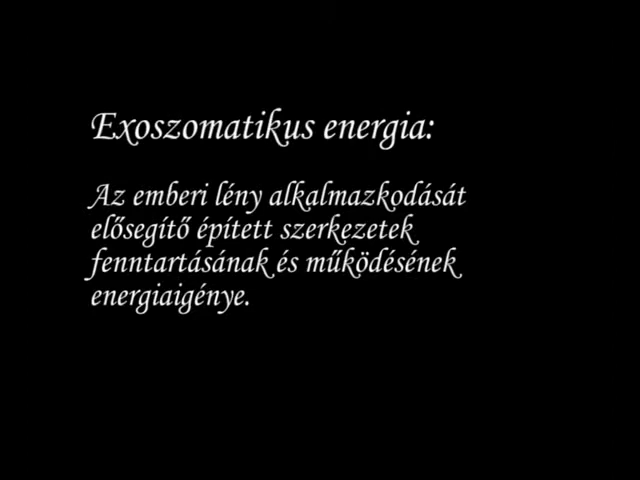 Exoszomatikus energia:
Az emberi lény alkalmazkodását
elősegítő épített szerkezetek
fenntartásának és működésének
energiaigénye.